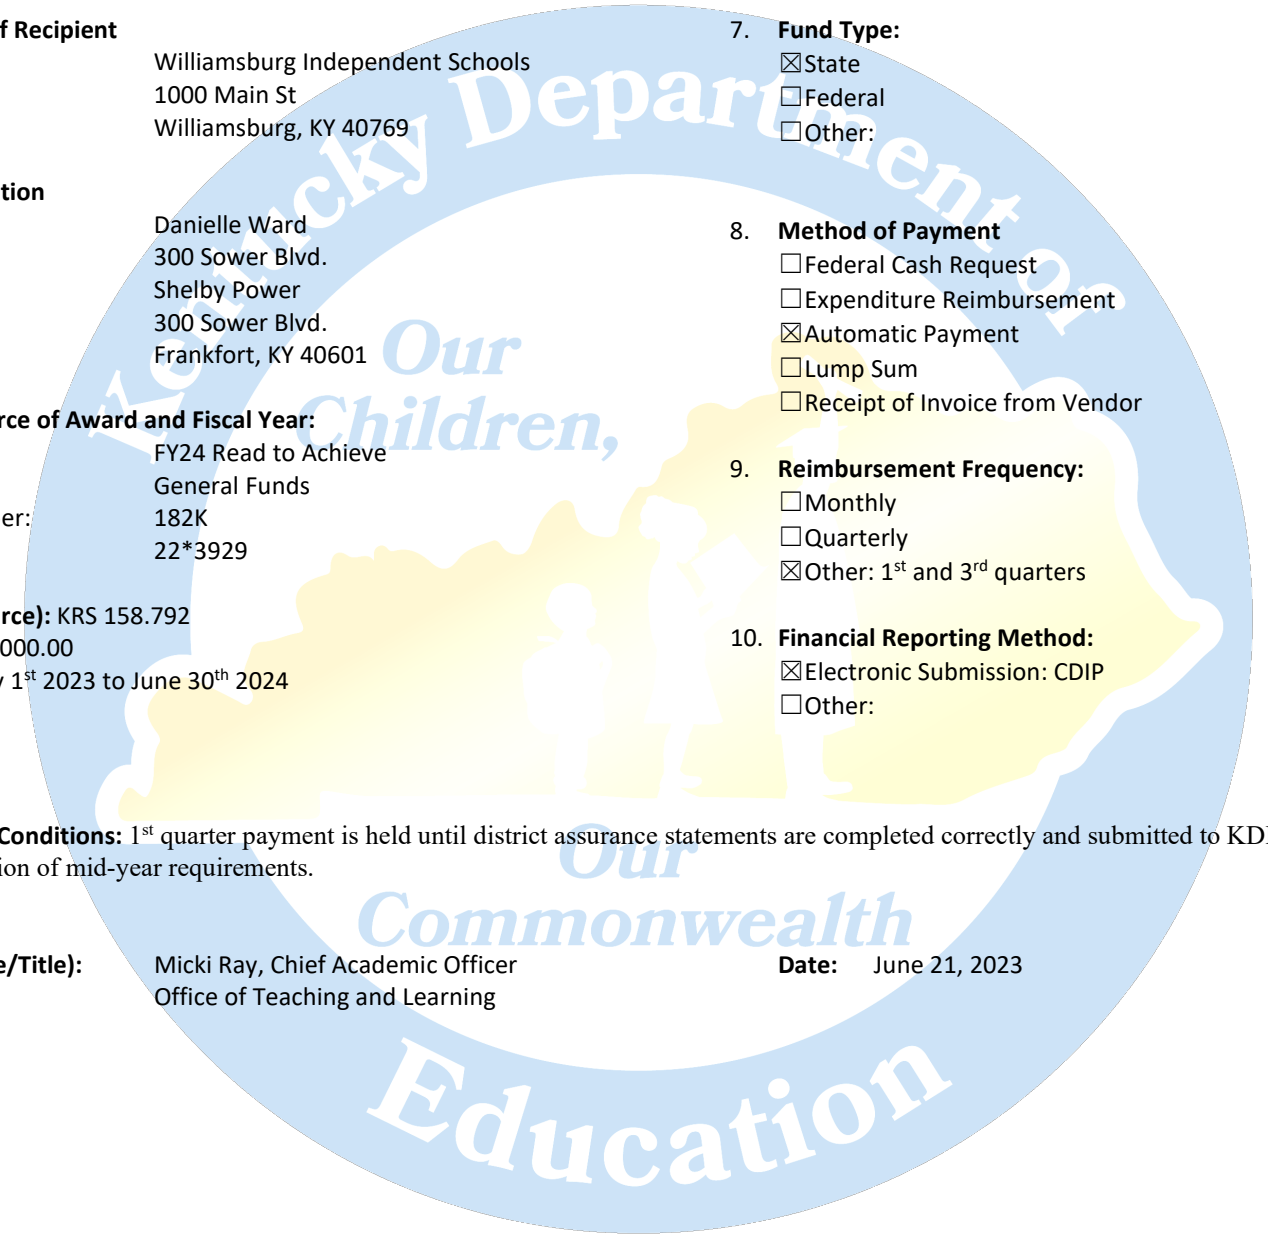 f Recipient
Williamsburg Independent Schools
1000 Main St
Williamsburg, KY 40769
tion
Danielle Ward
300 Sower Blvd.
Shelby Power
300 Sower Blvd.
Frankfort, KY 40601
rce of Award and Fiscal Year:
FY24 Read to Achieve
General Funds
er: 182K
22*3929
rce): KRS 158.792
000.00
1st 2023 to June 30th 2024
7. Fund Type:
☒State
☐Federal
☐Other:
8. Method of Payment
☐Federal Cash Request
☐Expenditure Reimbursement
☒Automatic Payment
☐Lump Sum
☐Receipt of Invoice from Vendor
9. Reimbursement Frequency:
☐Monthly
☐Quarterly
☒Other: 1st and 3rd quarters
10. Financial Reporting Method:
☒Electronic Submission: CDIP
☐Other:
Conditions: 1st quarter payment is held until district assurance statements are completed correctly and submitted to KD
ion of mid-year requirements.
e/Title): Micki Ray, Chief Academic Officer
Office of Teaching and Learning
Date: June 21, 2023
Kentucky Department of
Education
Our
Children,
Our
Commonwealth